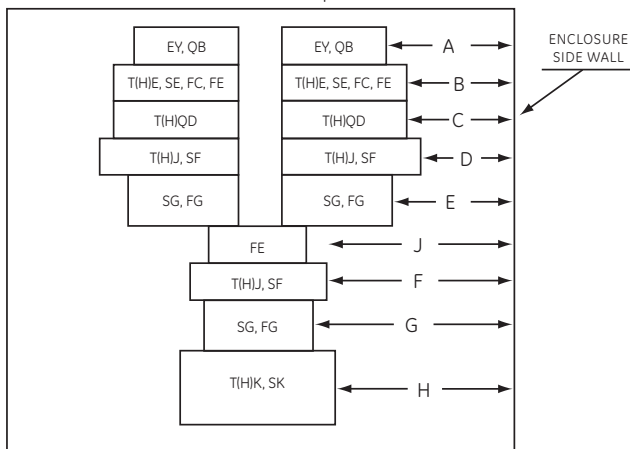 EY, QB EY, QB A
ENCLOSURE
SIDE WALL
T(H)E, SE, FC, FE T(H)E, SE, FC, FE B
T(H)QD T(H)QD C
T(H)J, SF T(H)J, SF D
SG, FG SG, FG E
FE J
T(H)J, SF F
SG, FG G
T(H)K, SK H